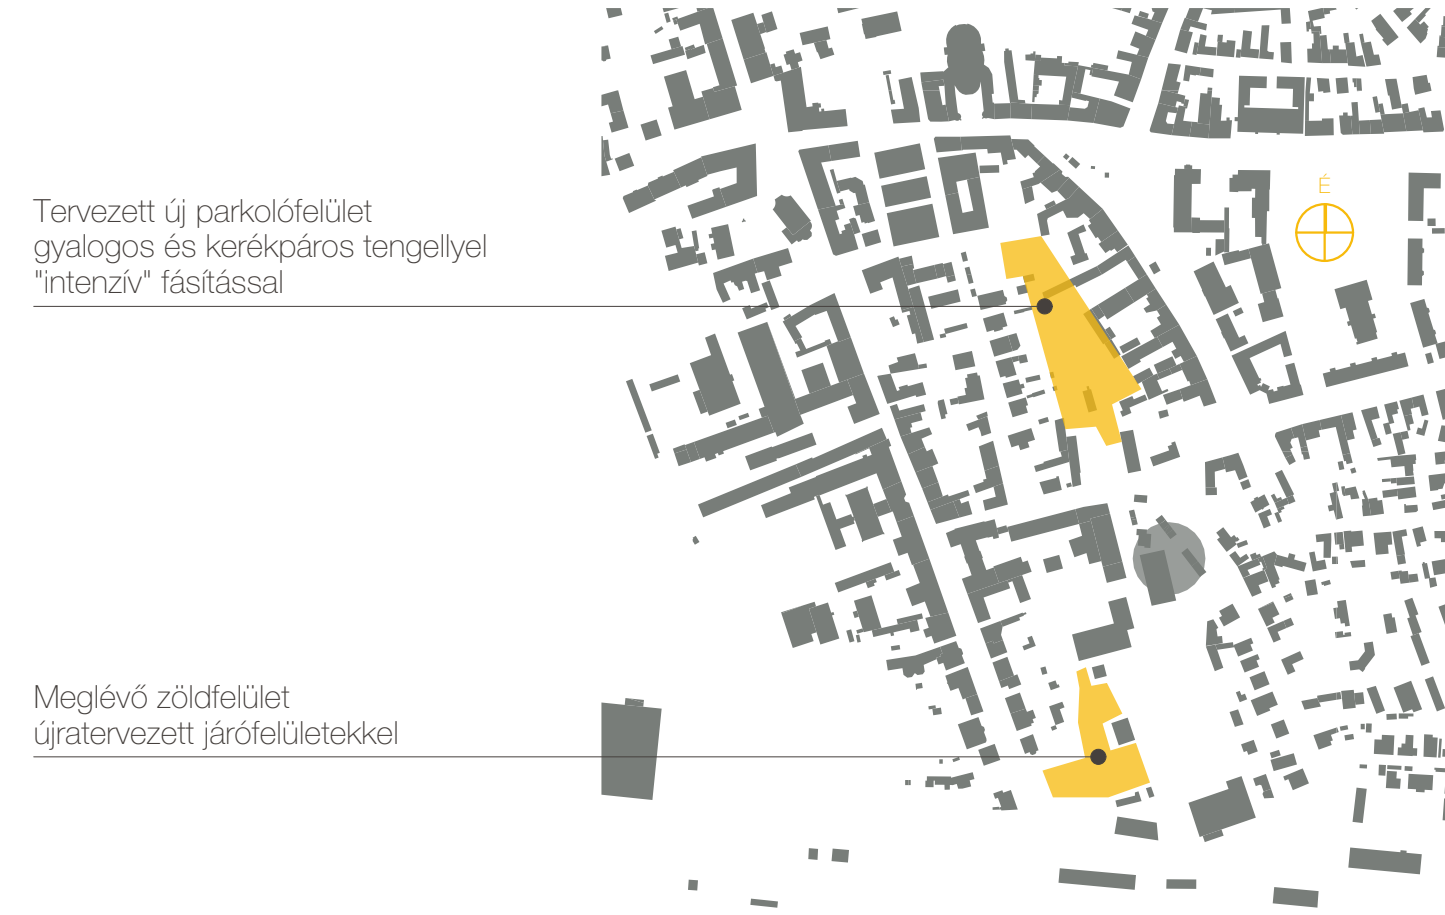 Tervezett új parkolófelület
gyalogos és kerékpáros tengellyel
"intenzív" fásítással
É
Meglévő zöldfelület
újratervezett járófelületekkel